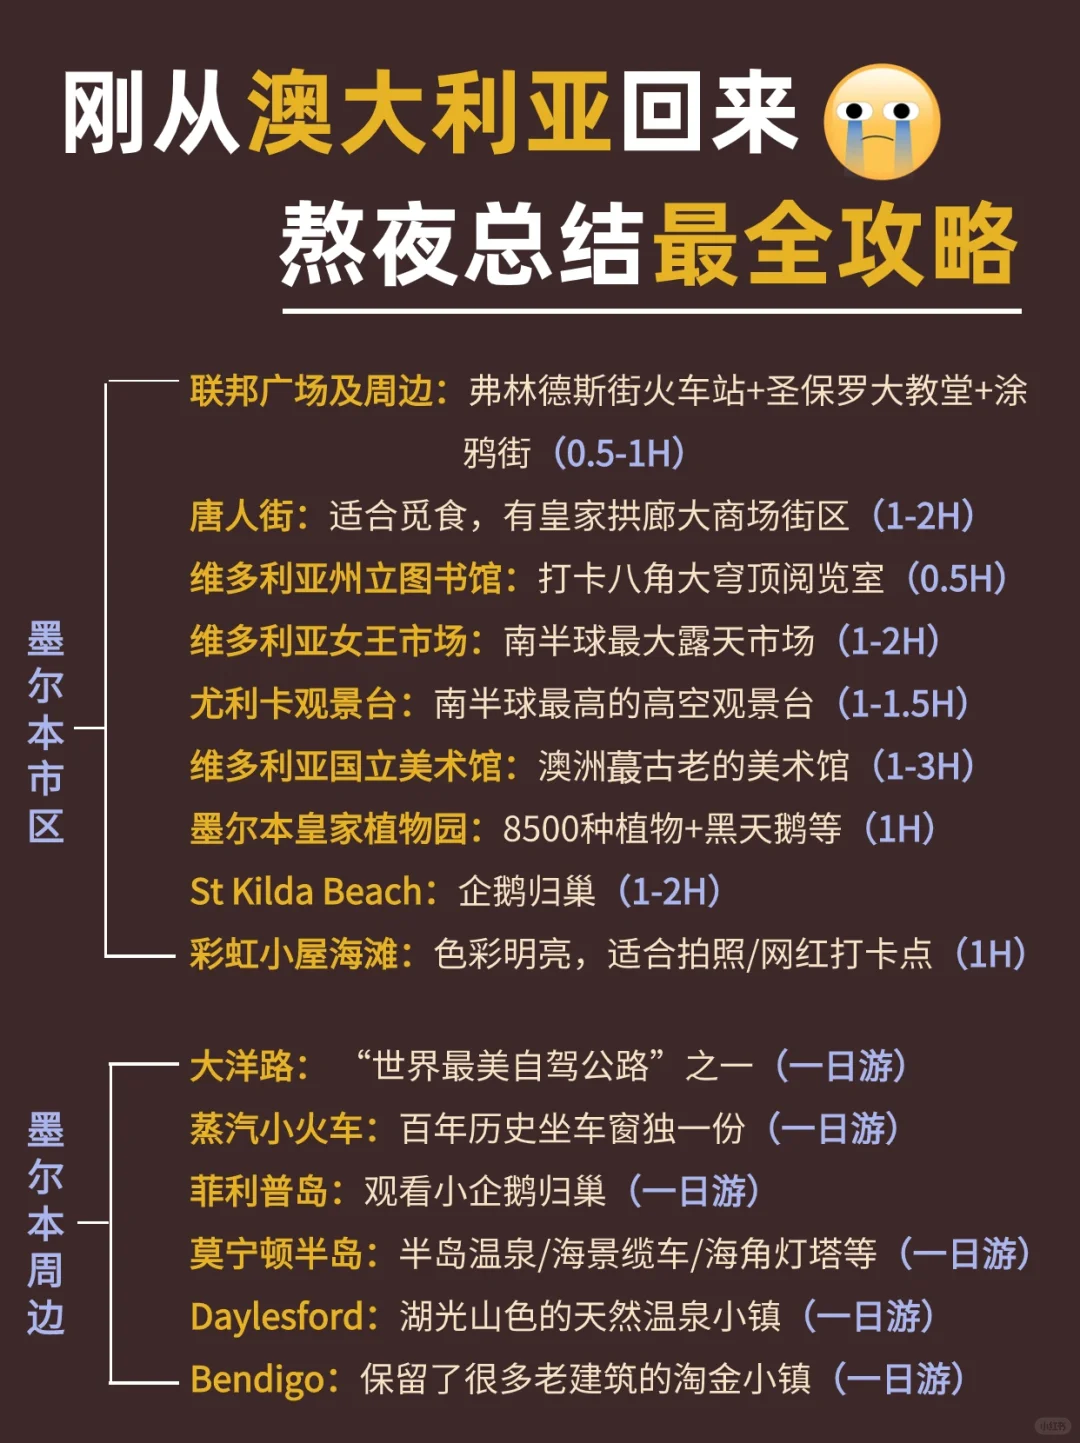 刚从澳大利亚回来
熬夜总结最全攻略
墨尔本市区
联邦广场及周边：弗林德斯街火车站+圣保罗大教堂+涂
鸦街（0.5-1H）
唐人街：适合觅食，有皇家拱廊大商场街区（1-2H）
维多利亚州立图书馆：打卡八角大穹顶阅览室（0.5H）
维多利亚女王市场：南半球最大露天市场（1-2H）
尤利卡观景台：南半球最高的高空观景台（1-1.5H）
维多利亚国立美术馆：澳洲蕞古老的美术馆（1-3H）
墨尔本皇家植物园：8500种植物+黑天鹅等（1H）
St Kilda Beach：企鹅归巢（1-2H）
彩虹小屋海滩：色彩明亮，适合拍照/网红打卡点（1H）
墨尔本周边
大洋路：“世界最美自驾公路”之一（一日游）
蒸汽小火车：百年历史坐车窗独一份（一日游）
菲利普岛：观看小企鹅归巢（一日游）
莫宁顿半岛：半岛温泉/海景缆车/海角灯塔等（一日游）
Daylesford：湖光山色的天然温泉小镇（一日游）
Bendigo：保留了很多老建筑的淘金小镇（一日游）
小红书